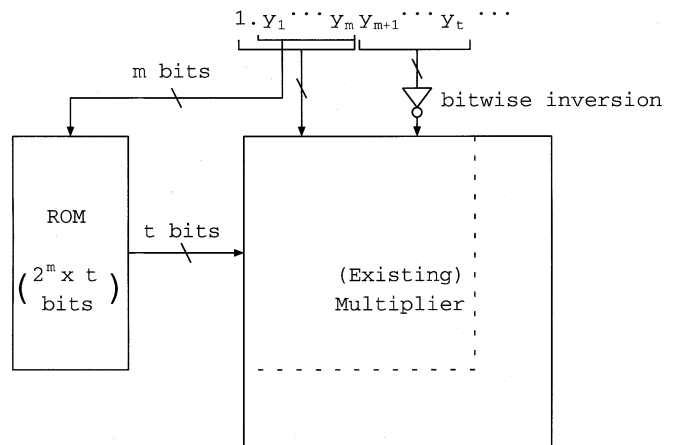 1. y₁ ··· yₘ yₘ₊₁ ··· yₜ ···
m bits
bitwise inversion
ROM
t bits
(2ᵐ x t
bits)
(Existing)
Multiplier